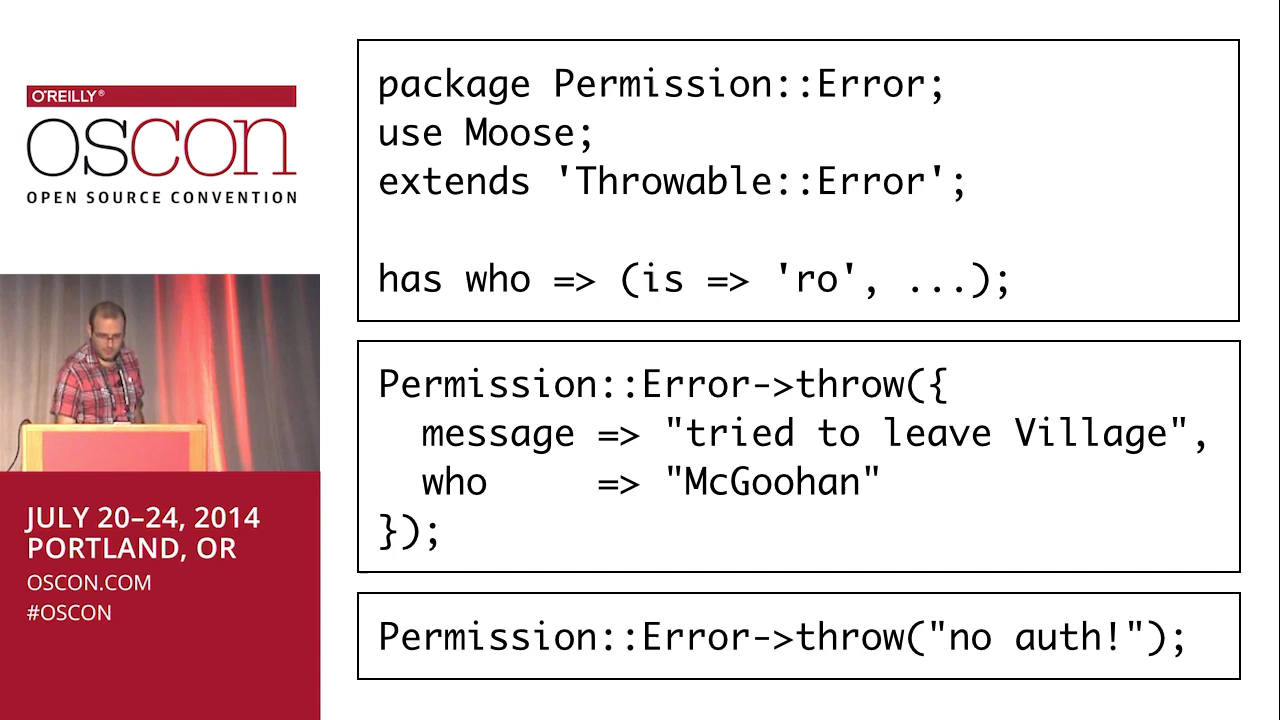 O'REILLY®
OSCON
OPEN SOURCE CONVENTION
JULY 20–24, 2014
PORTLAND, OR
OSCON.COM
#OSCON
package Permission::Error;
use Moose;
extends 'Throwable::Error';
has who => (is => 'ro', ...);
Permission::Error->throw({
  message => "tried to leave Village",
  who     => "McGoohan"
});
Permission::Error->throw("no auth!");